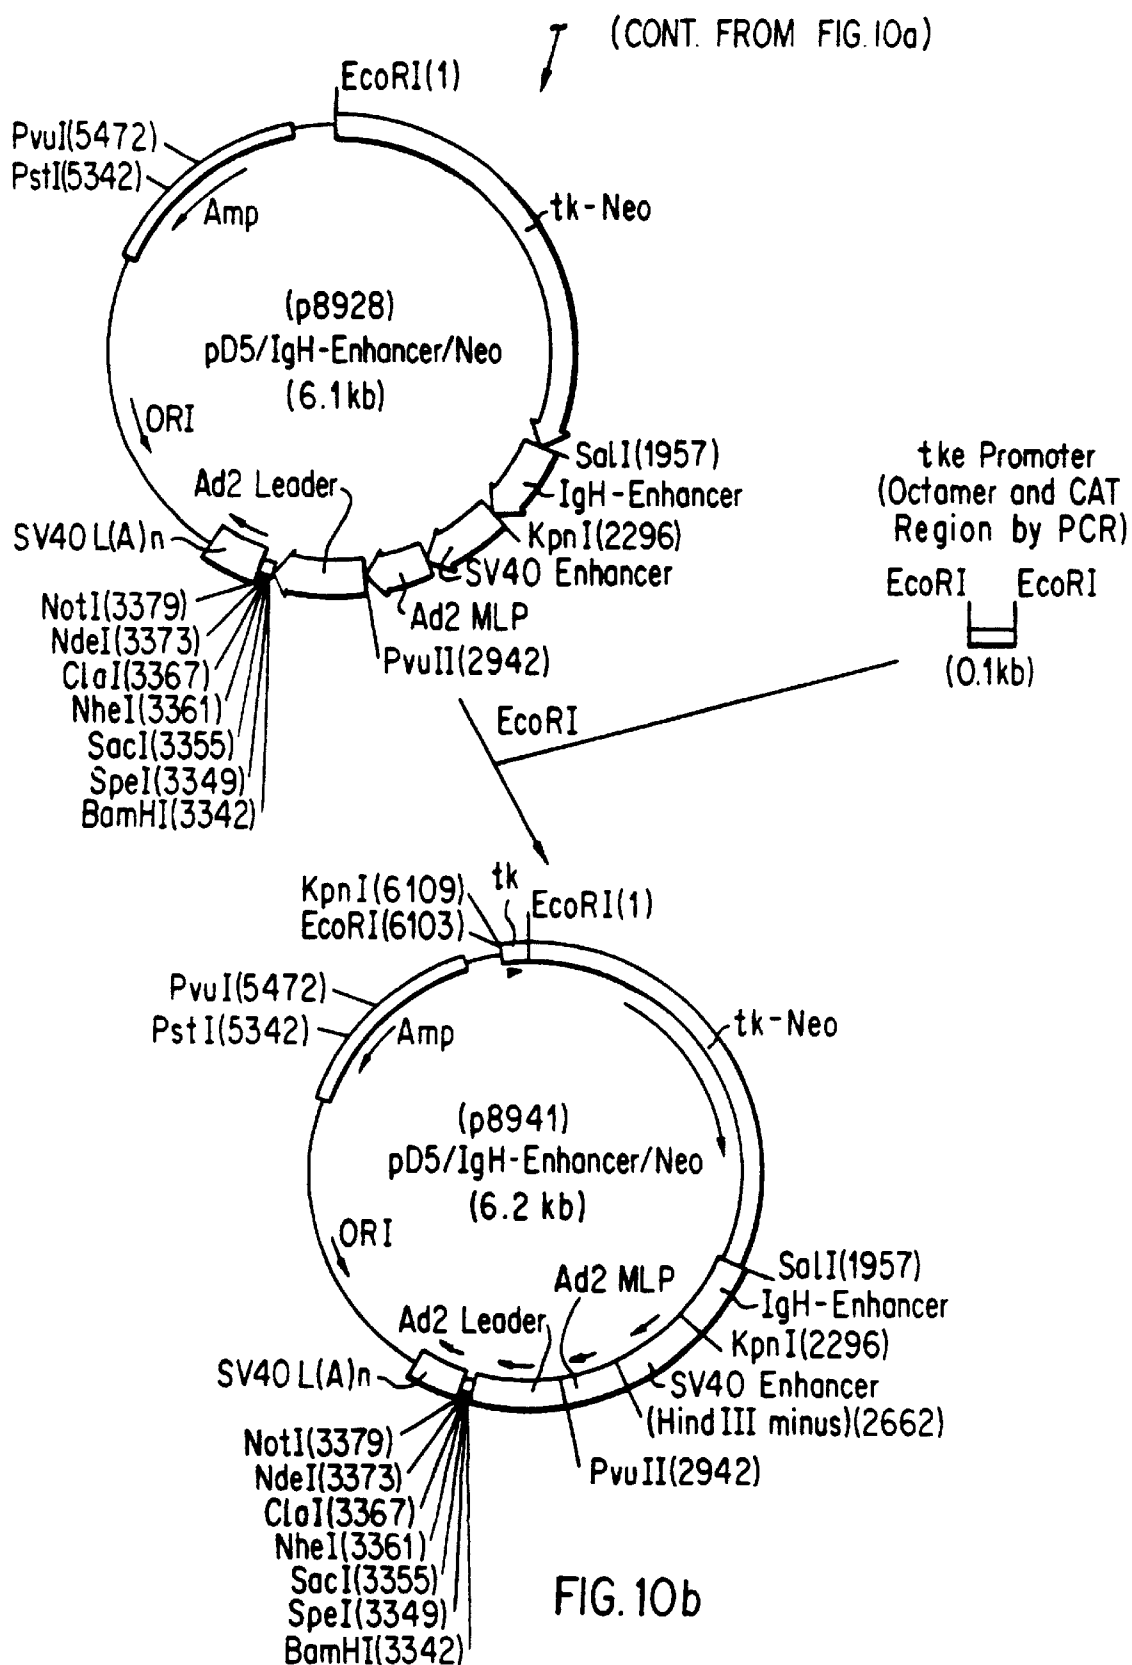 (CONT. FROM FIG. 10a)
EcoRI(1)
PvuI(5472)
PstI(5342)
Amp
tk-Neo
(p8928)
pD5/IgH-Enhancer/Neo
(6.1kb)
ORI
Ad2 Leader
SV40 L(A)n
SalI(1957)
IgH-Enhancer
KpnI(2296)
SV40 Enhancer
Ad2 MLP
PvuII(2942)
NotI(3379)
NdeI(3373)
ClaI(3367)
NheI(3361)
SacI(3355)
SpeI(3349)
BamHI(3342)
tke Promoter
(Octamer and CAT
Region by PCR)
EcoRI EcoRI
(0.1kb)
EcoRI
KpnI(6109)
tk
EcoRI(6103)
EcoRI(1)
PvuI(5472)
PstI(5342)
Amp
tk-Neo
(p8941)
pD5/IgH-Enhancer/Neo
(6.2 kb)
ORI
Ad2 MLP
Ad2 Leader
SV40 L(A)n
SalI(1957)
IgH-Enhancer
KpnI(2296)
SV40 Enhancer
(Hind III minus)(2662)
PvuII(2942)
NotI(3379)
NdeI(3373)
ClaI(3367)
NheI(3361)
SacI(3355)
SpeI(3349)
BamHI(3342)
FIG. 10b